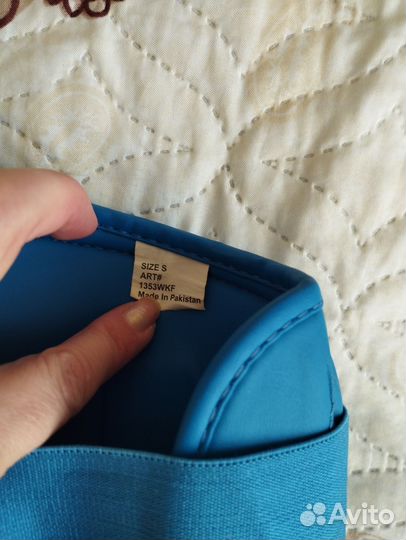 SIZE S
ART#
1353WKF
Made In Pakistan
Avito